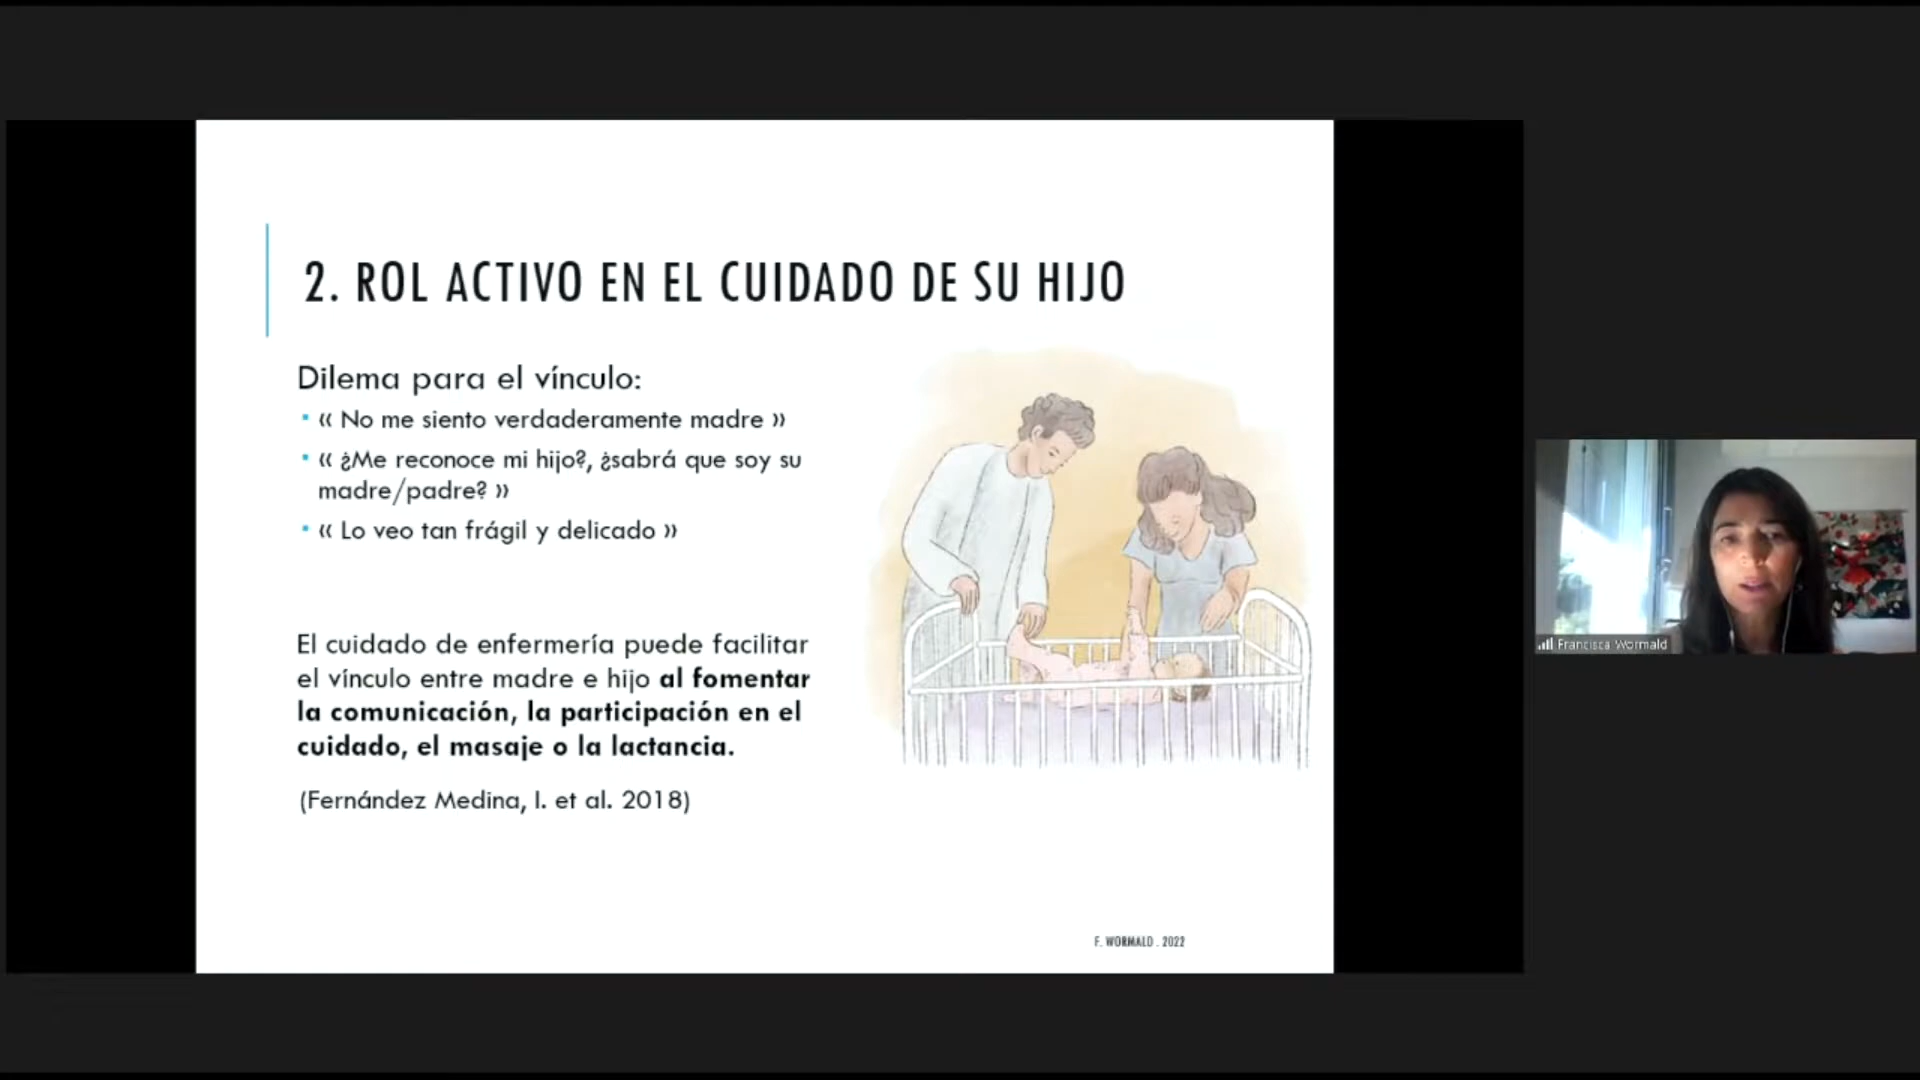 2. ROL ACTIVO EN EL CUIDADO DE SU HIJO
Dilema para el vínculo:
▪ « No me siento verdaderamente madre »
▪ « ¿Me reconoce mi hijo?, ¿sabrá que soy su
madre/padre? »
▪ « Lo veo tan frágil y delicado »
El cuidado de enfermería puede facilitar
el vínculo entre madre e hijo al fomentar
la comunicación, la participación en el
cuidado, el masaje o la lactancia.
(Fernández Medina, I. et al. 2018)
F. WORMALD . 2022
Francisca Wormald